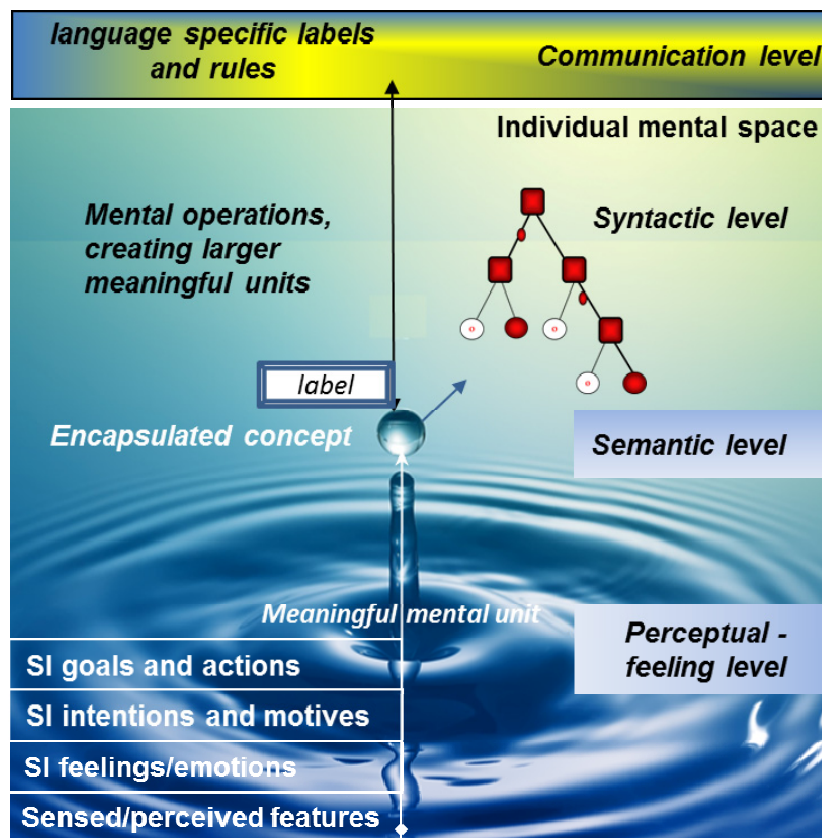 language specific labels
and rules
Communication level
Individual mental space
Mental operations,
creating larger
meaningful units
Syntactic level
label
Encapsulated concept
Semantic level
Meaningful mental unit
Perceptual -
feeling level
SI goals and actions
SI intentions and motives
SI feelings/emotions
Sensed/perceived features